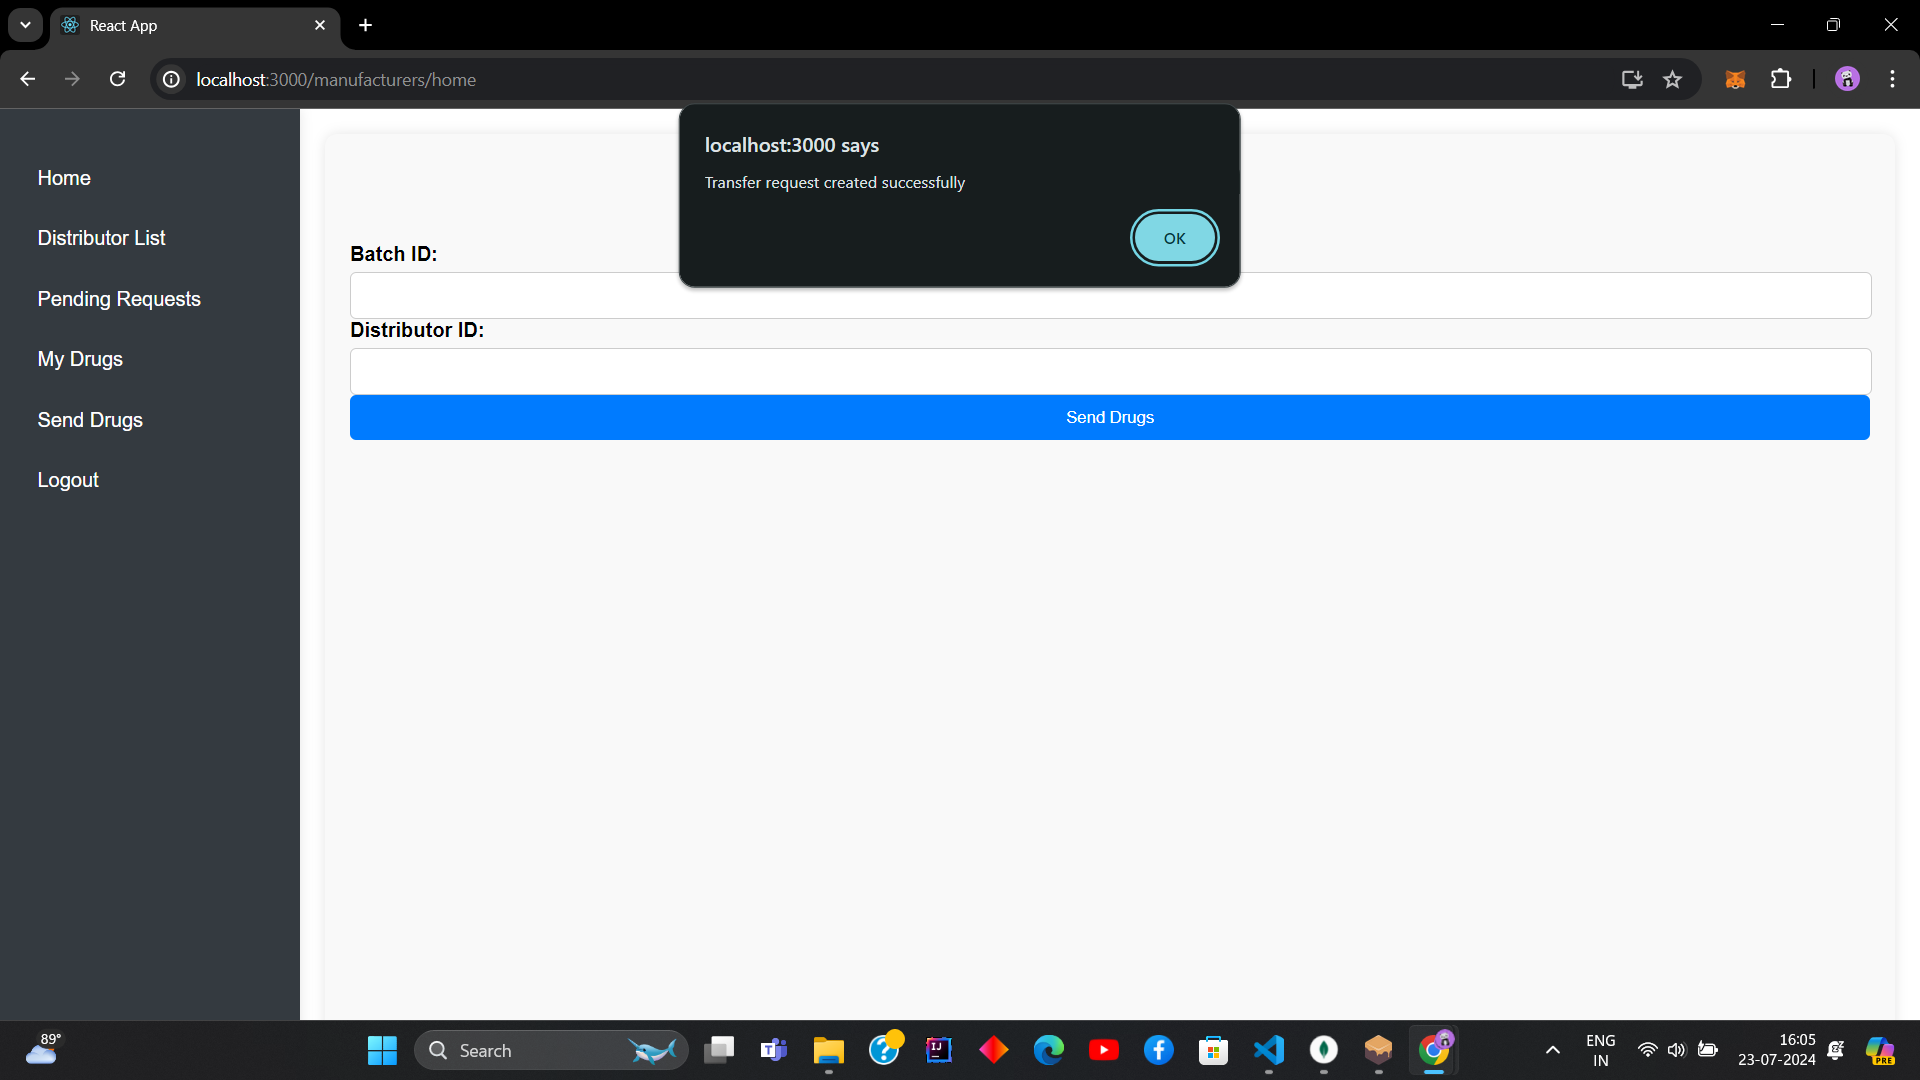 React App
localhost:3000/manufacturers/home
localhost:3000 says
Transfer request created successfully
OK
Home
Distributor List
Pending Requests
My Drugs
Send Drugs
Logout
Batch ID:
Distributor ID:
Send Drugs
89°
Search
IJ
ENG
IN
16:05
23-07-2024
PRE